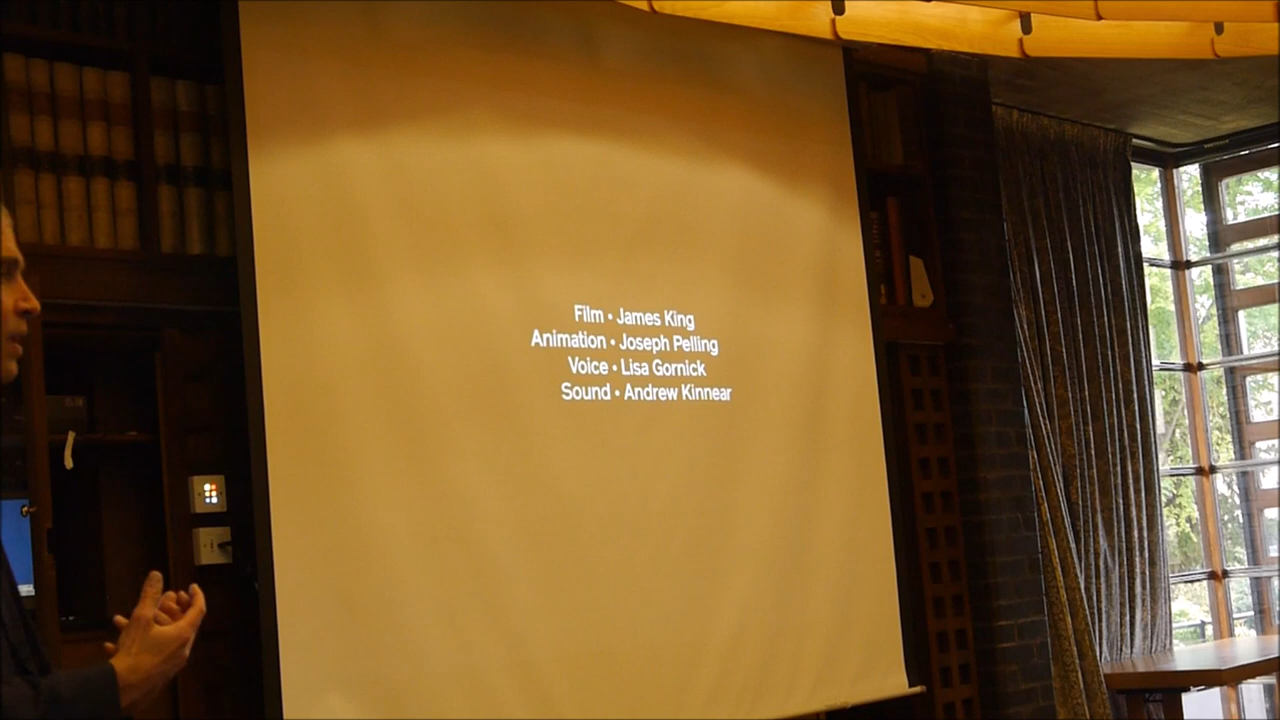 Film • James King
Animation • Joseph Pelling
Voice • Lisa Gornick
Sound • Andrew Kinnear